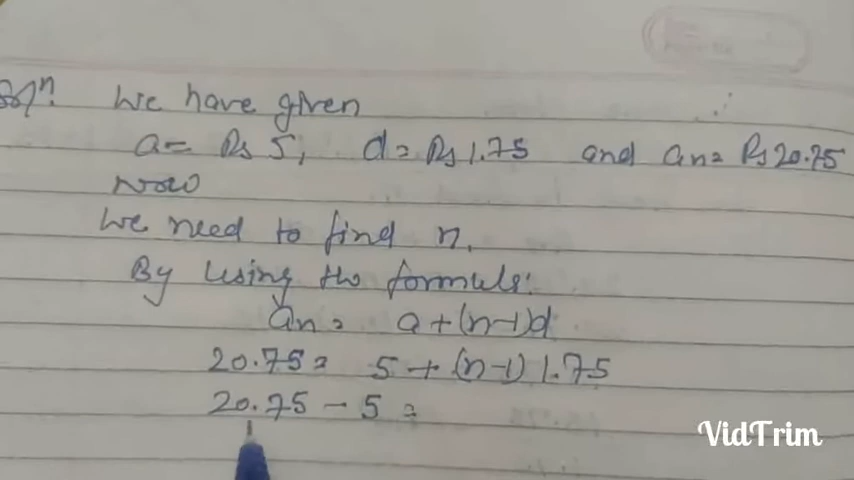 Solⁿ. We have given
a = Rs 5, d = Rs 1.75 and an = Rs 20.75
Now
We need to find n.
By using the formula:
an = a + (n-1)d
20.75 = 5 + (n-1) 1.75
20.75 - 5 =
VidTrim